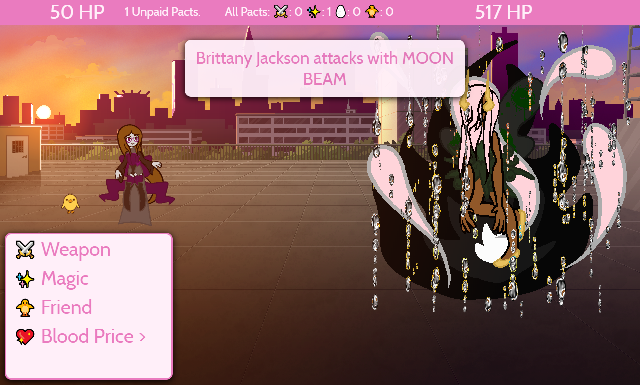 50 HP 1 Unpaid Pacts. All Pacts: : 0 : 1 : 0 : 0 517 HP
Brittany Jackson attacks with MOON
BEAM
Weapon
Magic
Friend
Blood Price >